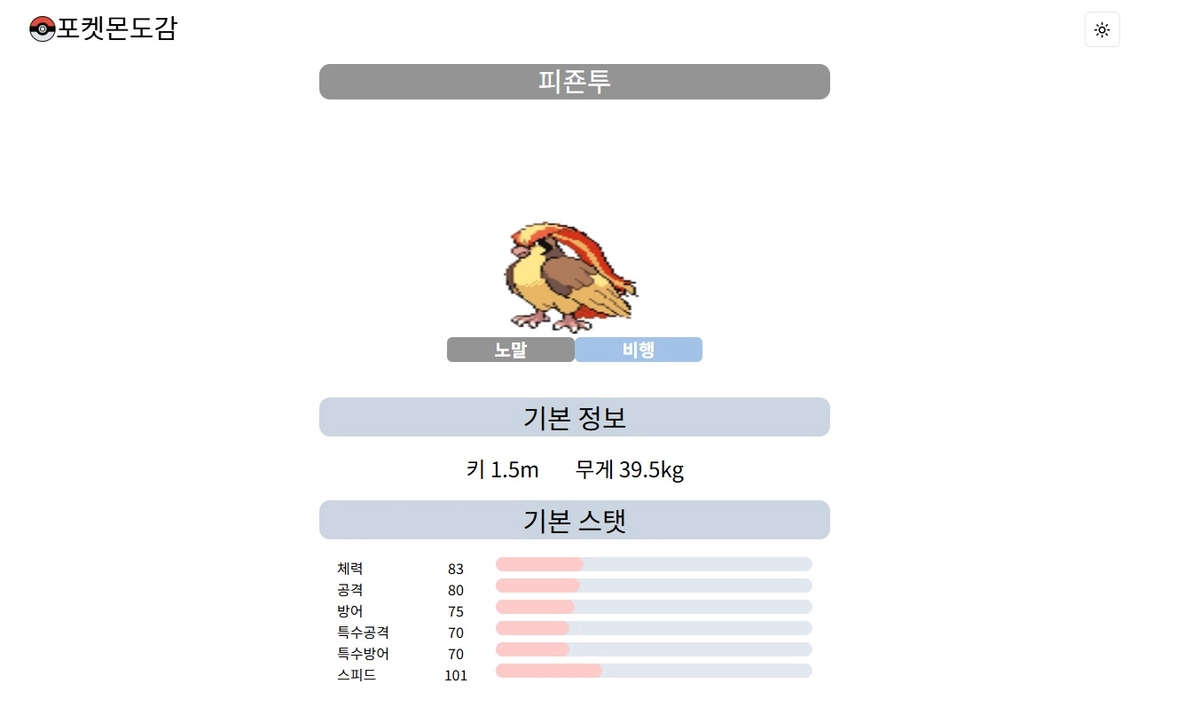 포켓몬도감
피죤투
노말 비행
기본 정보
키 1.5m 무게 39.5kg
기본 스탯
체력 83
공격 80
방어 75
특수공격 70
특수방어 70
스피드 101